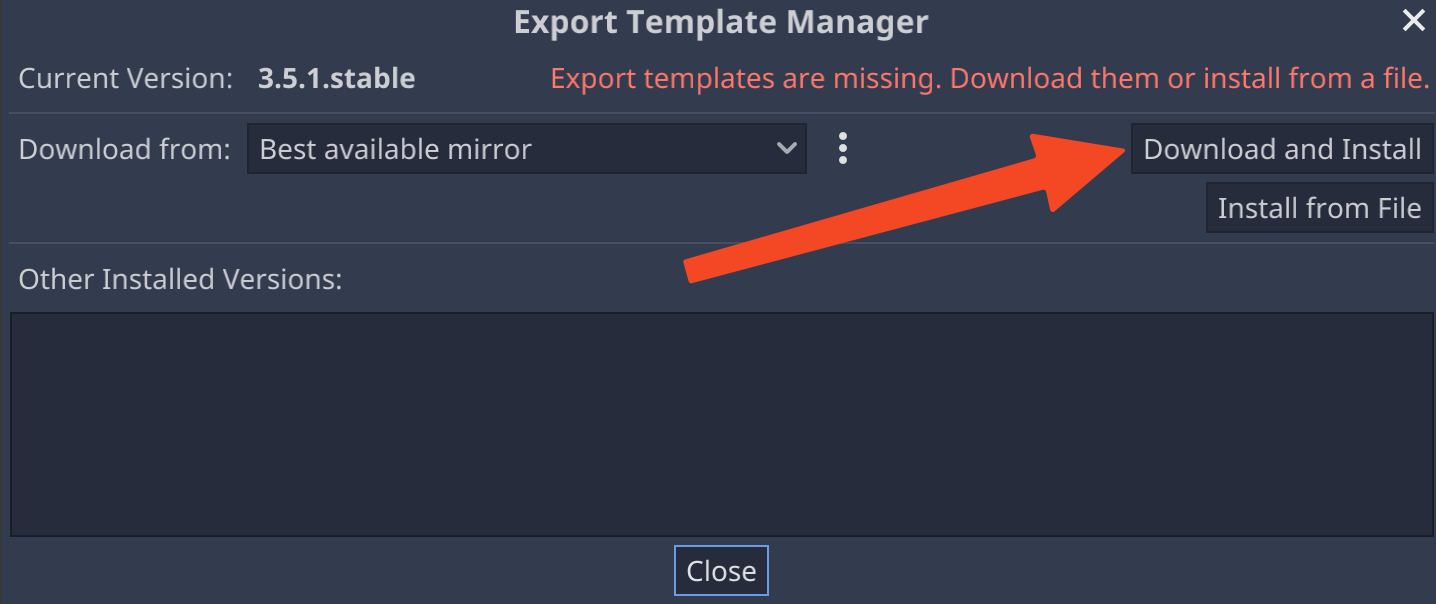 Export Template Manager
Current Version: 3.5.1.stable Export templates are missing. Download them or install from a file.
Download from: Best available mirror Download and Install
Install from File
Other Installed Versions:
Close